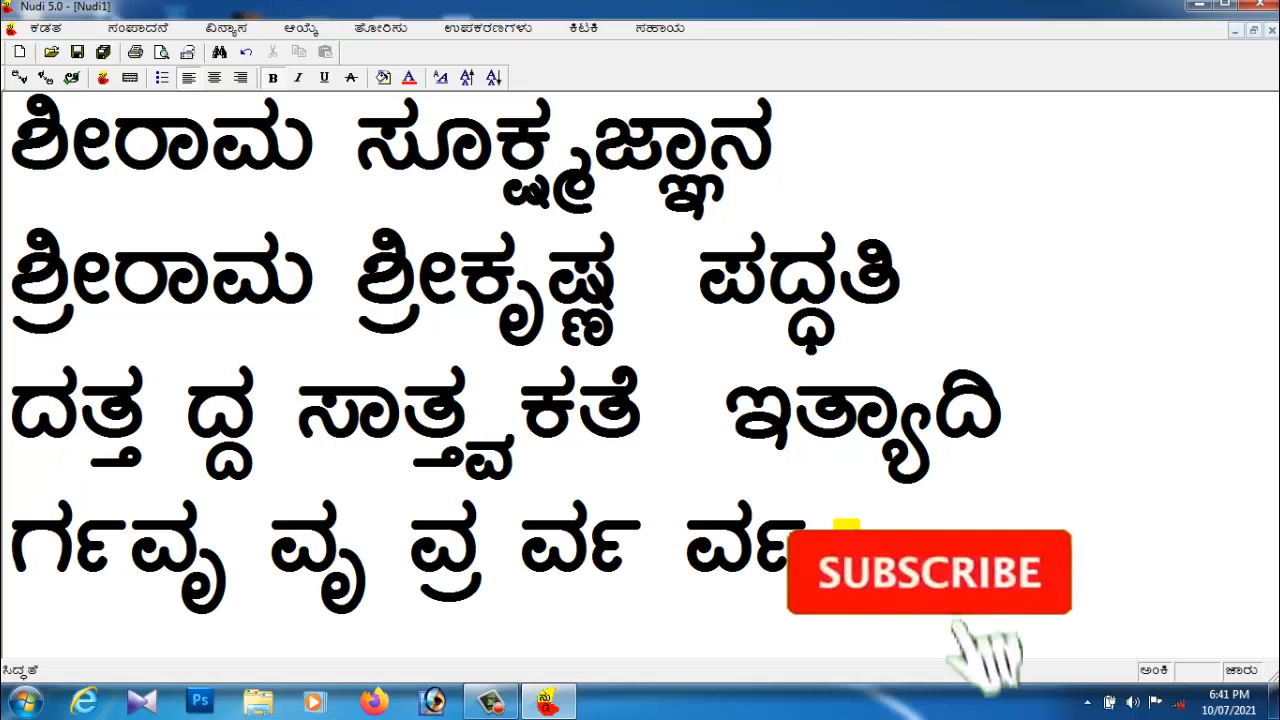 Nudi 5.0 - [Nudi1]
ಕಡತ ಸಂಪಾದನೆ ವಿನ್ಯಾಸ ಆಯ್ಕೆ ತೋರಿಸು ಉಪಕರಣಗಳು ಕಿಟಕಿ ಸಹಾಯ
ಶೀರಾಮ ಸೂಕ್ಷ್ಮಜ್ಞಾನ
ಶ್ರೀರಾಮ ಶ್ರೀಕೃಷ್ಣ ಪದ್ಧತಿ
ದತ್ತ ದ್ದ ಸಾತ್ತ್ವ ಕತೆ ಇತ್ಯಾದಿ
ರ್ಗವೃ ವೃ ವ್ರ ರ್ವ ರ್ವ
SUBSCRIBE
ಸಿದ್ಧತೆ ಅಂಕಿ ಜಾರು
6:41 PM
10/07/2021